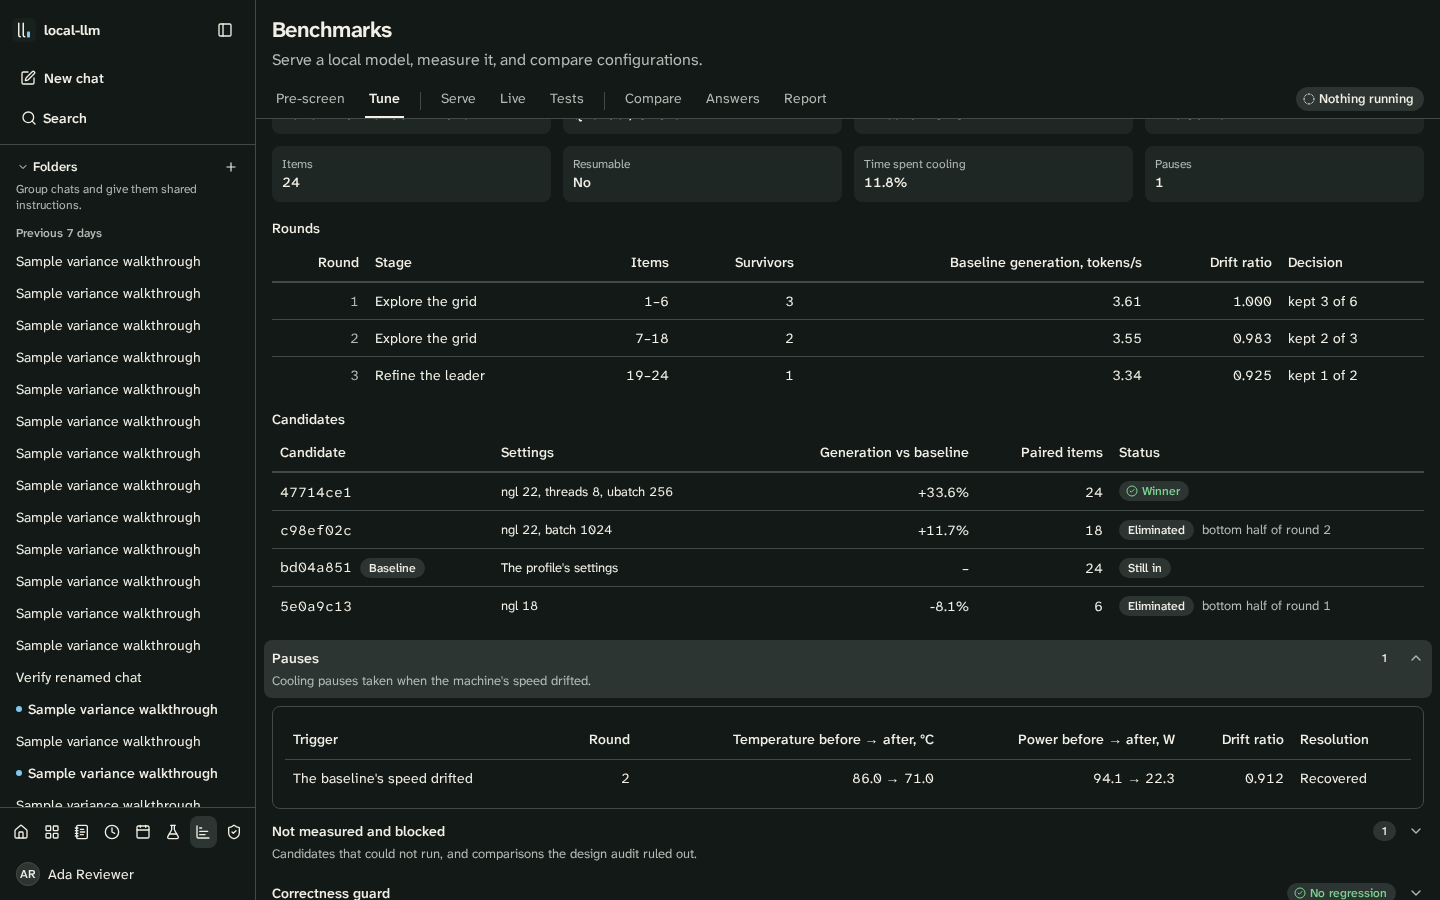 local-llm
New chat
Search
Folders
Group chats and give them shared
instructions.
Previous 7 days
Sample variance walkthrough
Sample variance walkthrough
Sample variance walkthrough
Sample variance walkthrough
Sample variance walkthrough
Sample variance walkthrough
Sample variance walkthrough
Sample variance walkthrough
Sample variance walkthrough
Sample variance walkthrough
Sample variance walkthrough
Sample variance walkthrough
Sample variance walkthrough
Verify renamed chat
Sample variance walkthrough
Sample variance walkthrough
Sample variance walkthrough
Sample variance walkthrough
AR Ada Reviewer
Benchmarks
Serve a local model, measure it, and compare configurations.
Pre-screen Tune Serve Live Tests Compare Answers Report Nothing running
Items Resumable Time spent cooling Pauses
24 No 11.8% 1
Rounds
Round Stage Items Survivors Baseline generation, tokens/s Drift ratio Decision
1 Explore the grid 1–6 3 3.61 1.000 kept 3 of 6
2 Explore the grid 7–18 2 3.55 0.983 kept 2 of 3
3 Refine the leader 19–24 1 3.34 0.925 kept 1 of 2
Candidates
Candidate Settings Generation vs baseline Paired items Status
47714ce1 ngl 22, threads 8, ubatch 256 +33.6% 24 Winner
c98ef02c ngl 22, batch 1024 +11.7% 18 Eliminated bottom half of round 2
bd04a851 Baseline The profile's settings – 24 Still in
5e0a9c13 ngl 18 -8.1% 6 Eliminated bottom half of round 1
Pauses 1
Cooling pauses taken when the machine's speed drifted.
Trigger Round Temperature before → after, °C Power before → after, W Drift ratio Resolution
The baseline's speed drifted 2 86.0 → 71.0 94.1 → 22.3 0.912 Recovered
Not measured and blocked 1
Candidates that could not run, and comparisons the design audit ruled out.
Correctness guard No regression